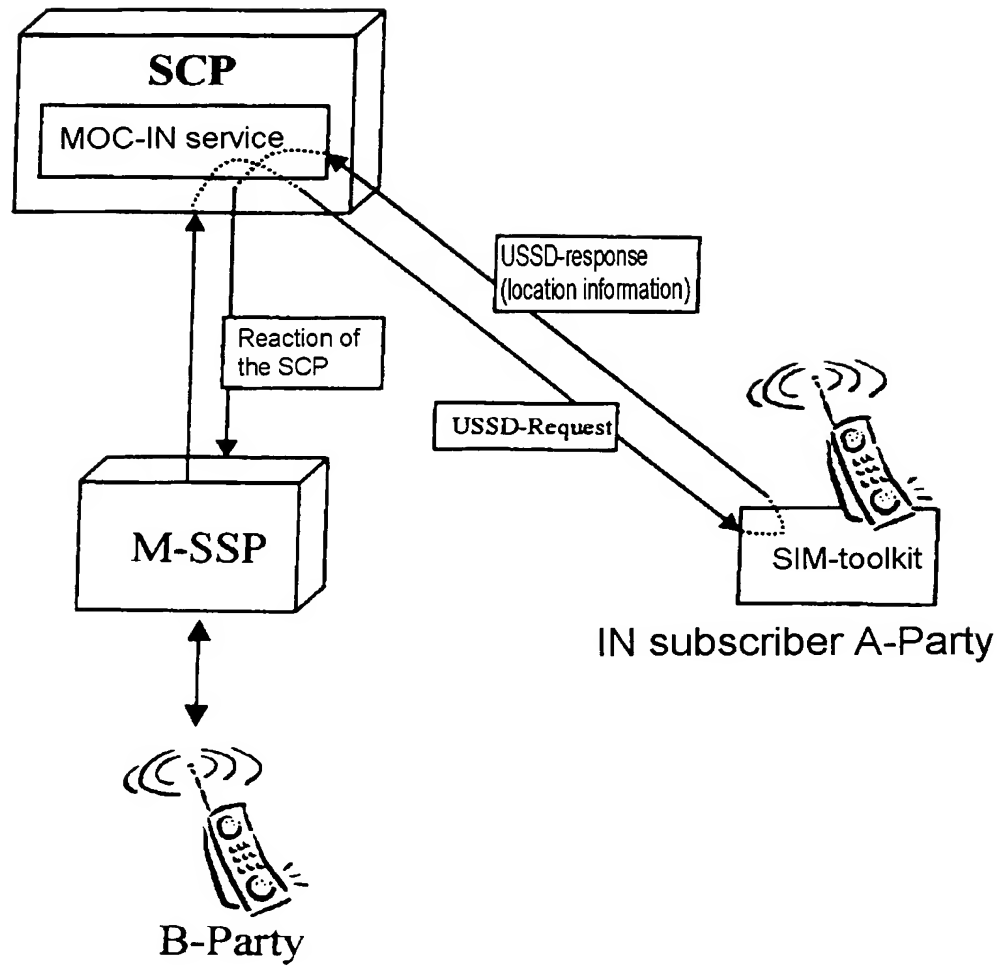 SCP
MOC-IN service
USSD-response
(location information)
Reaction of
the SCP
USSD-Request
M-SSP
SIM-toolkit
IN subscriber A-Party
B-Party